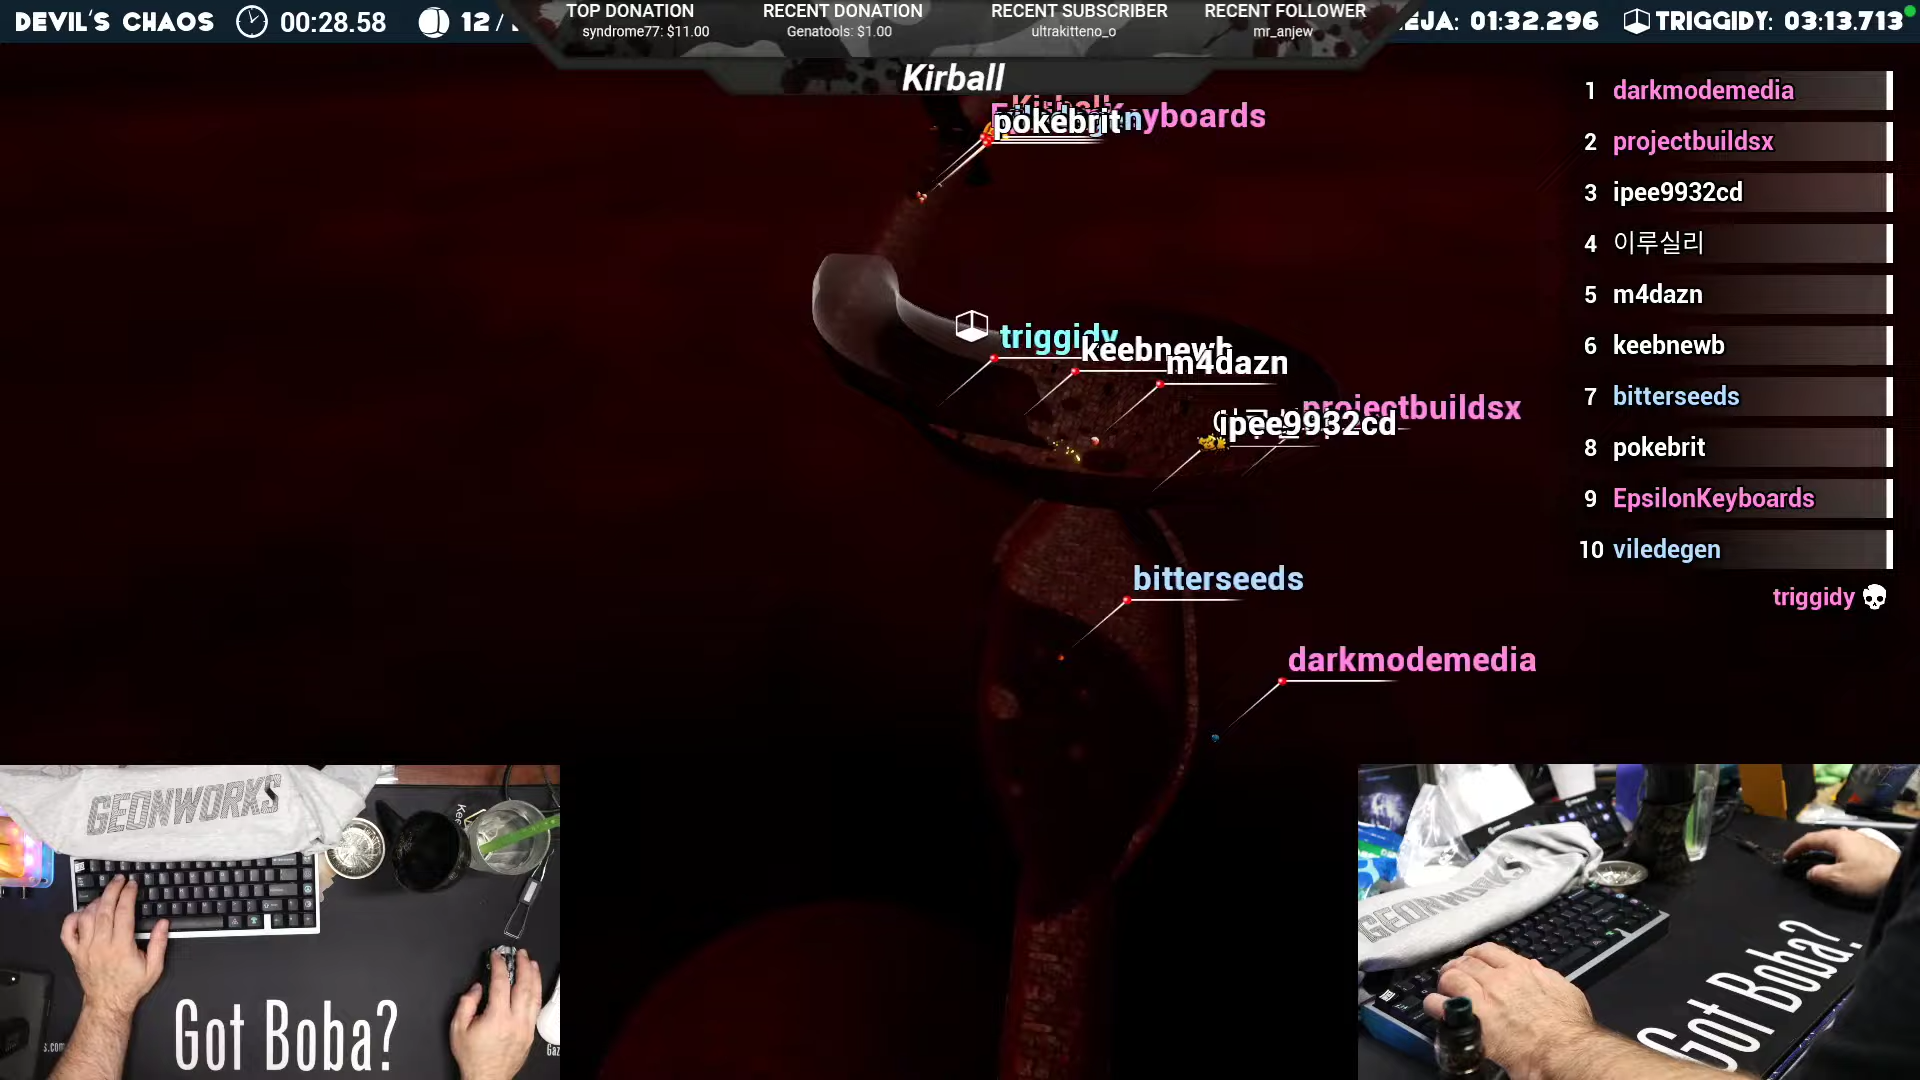 DEVIL'S CHAOS
00:28.58
12 /
TOP DONATION
syndrome77: $11.00
RECENT DONATION
Genatools: $1.00
RECENT SUBSCRIBER
ultrakitteno_o
RECENT FOLLOWER
mr_anjew
01:32.296
TRIGGIDY: 03:13.713
Kirball
pokebrit
triggidy
keebnewb
m4dazn
projectbuildsx
ipee9932cd
bitterseeds
darkmodemedia
1 darkmodemedia
2 projectbuildsx
3 ipee9932cd
4 이루실리
5 m4dazn
6 keebnewb
7 bitterseeds
8 pokebrit
9 EpsilonKeyboards
10 viledegen
triggidy
GEONWORKS
Got Boba?
GEONWORKS
Got Boba?